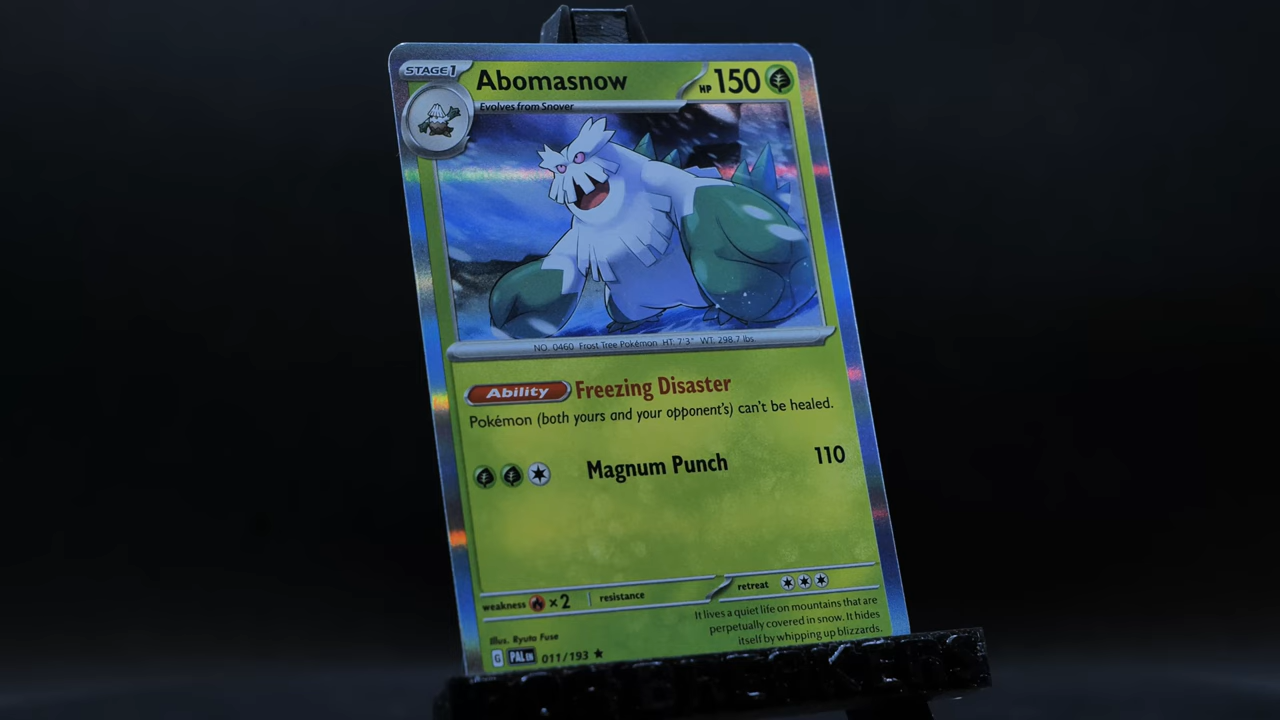 STAGE1
Abomasnow
HP 150
Evolves from Snover
NO. 0460 Frost Tree Pokémon HT: 7'3" WT: 298.7 lbs
Ability Freezing Disaster
Pokémon (both yours and your opponent's) can't be healed.
Magnum Punch 110
weakness ×2 resistance retreat
It lives a quiet life on mountains that are
perpetually covered in snow. It hides
itself by whipping up blizzards.
Illus. Ryuta Fuse
G PAL EN 011/193